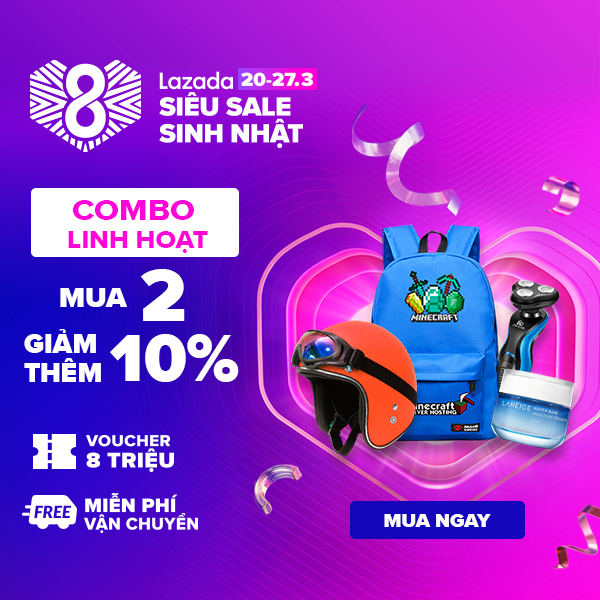 8
Lazada 20-27.3
SIÊU SALE
SINH NHẬT
COMBO
LINH HOẠT
MUA 2
GIẢM
THÊM 10%
VOUCHER
8 TRIỆU
FREE
MIỄN PHÍ
VẬN CHUYỂN
MINECRAFT
LANEIGE
MUA NGAY